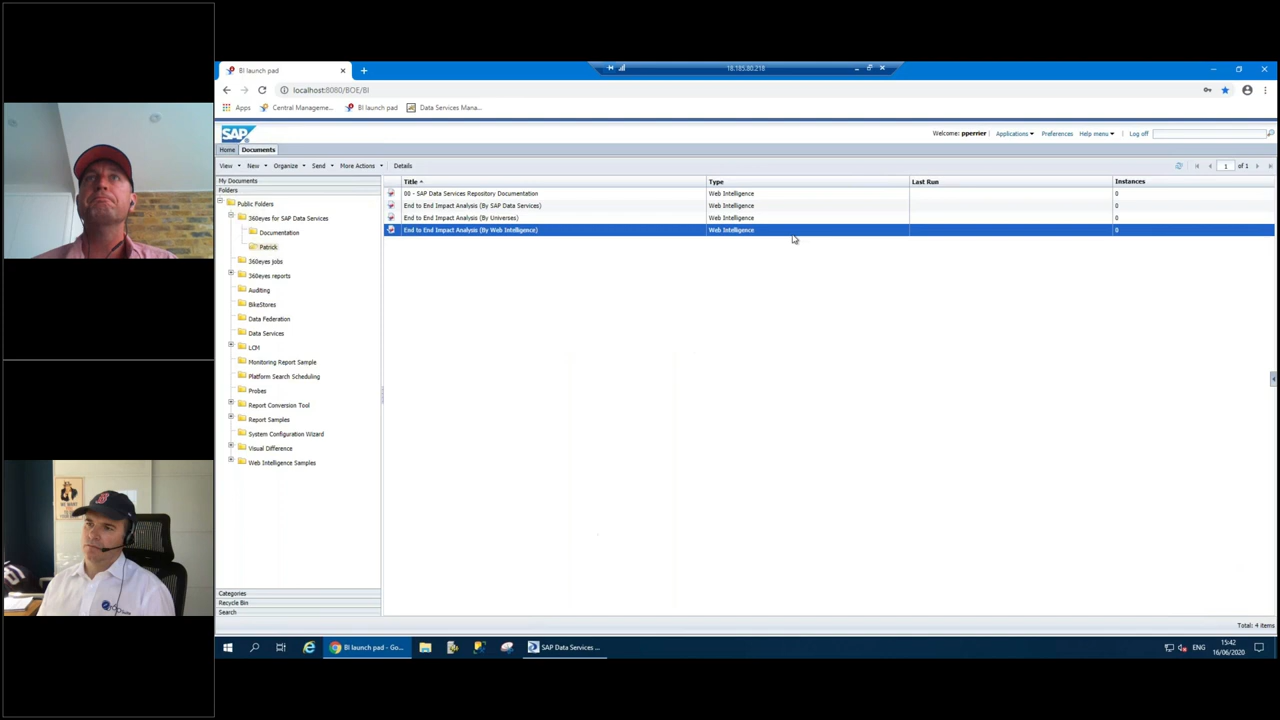 BI launch pad
18.185.80.218
localhost:8080/BOE/BI
Apps Central Manageme... BI launch pad Data Services Mana...
SAP
Welcome: pperrier Applications Preferences Help menu Log off
Home Documents
View New Organize Send More Actions Details 1 of 1
My Documents
Folders
Title Type Last Run Instances
00 - SAP Data Services Repository Documentation Web Intelligence 0
End to End Impact Analysis (By SAP Data Services) Web Intelligence 0
End to End Impact Analysis (By Universes) Web Intelligence 0
End to End Impact Analysis (By Web Intelligence) Web Intelligence 0
Public Folders
360eyes for SAP Data Services
Documentation
Patrick
360eyes jobs
360eyes reports
Auditing
BikeStores
Data Federation
Data Services
LCM
Monitoring Report Sample
Platform Search Scheduling
Probes
Report Conversion Tool
Report Samples
System Configuration Wizard
Visual Difference
Web Intelligence Samples
Categories
Recycle Bin
Search
Total: 4 items
BI launch pad - Go... SAP Data Services ... ENG
15:42
16/06/2020